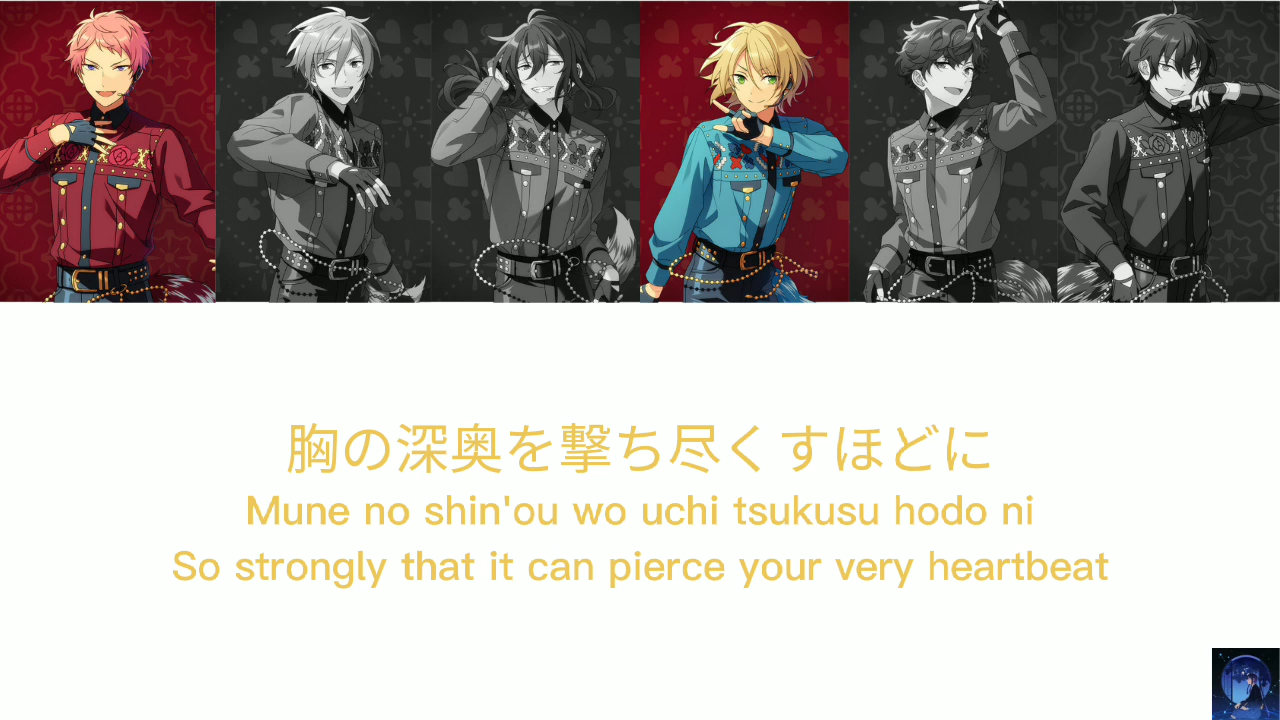 胸の深奥を撃ち尽くすほどに
Mune no shin'ou wo uchi tsukusu hodo ni
So strongly that it can pierce your very heartbeat